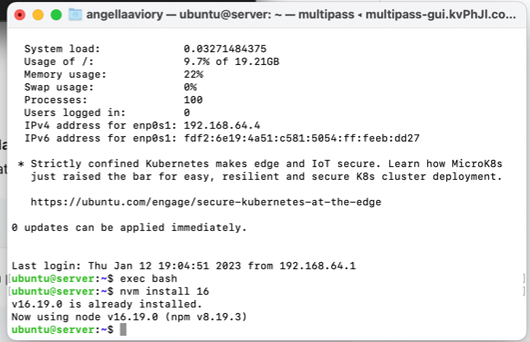 angellaaviory — ubuntu@server: ~ — multipass ◂ multipass-gui.kvPhJl.co...
System load: 0.03271484375
Usage of /: 9.7% of 19.21GB
Memory usage: 22%
Swap usage: 0%
Processes: 100
Users logged in: 0
IPv4 address for enp0s1: 192.168.64.4
IPv6 address for enp0s1: fdf2:6e19:4a51:c581:5054:ff:feeb:dd27
* Strictly confined Kubernetes makes edge and IoT secure. Learn how MicroK8s
just raised the bar for easy, resilient and secure K8s cluster deployment.
https://ubuntu.com/engage/secure-kubernetes-at-the-edge
0 updates can be applied immediately.
Last login: Thu Jan 12 19:04:51 2023 from 192.168.64.1
[ubuntu@server:~$ exec bash ]
[ubuntu@server:~$ nvm install 16 ]
v16.19.0 is already installed.
Now using node v16.19.0 (npm v8.19.3)
ubuntu@server:~$